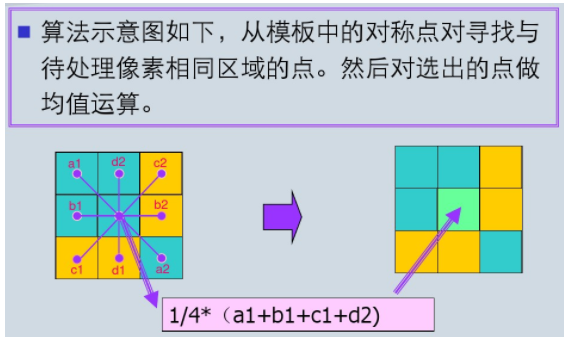 算法示意图如下，从模板中的对称点对寻找与
待处理像素相同区域的点。然后对选出的点做
均值运算。
a1 d2 c2
b1 b2
c1 d1 a2
1/4*（a1+b1+c1+d2)